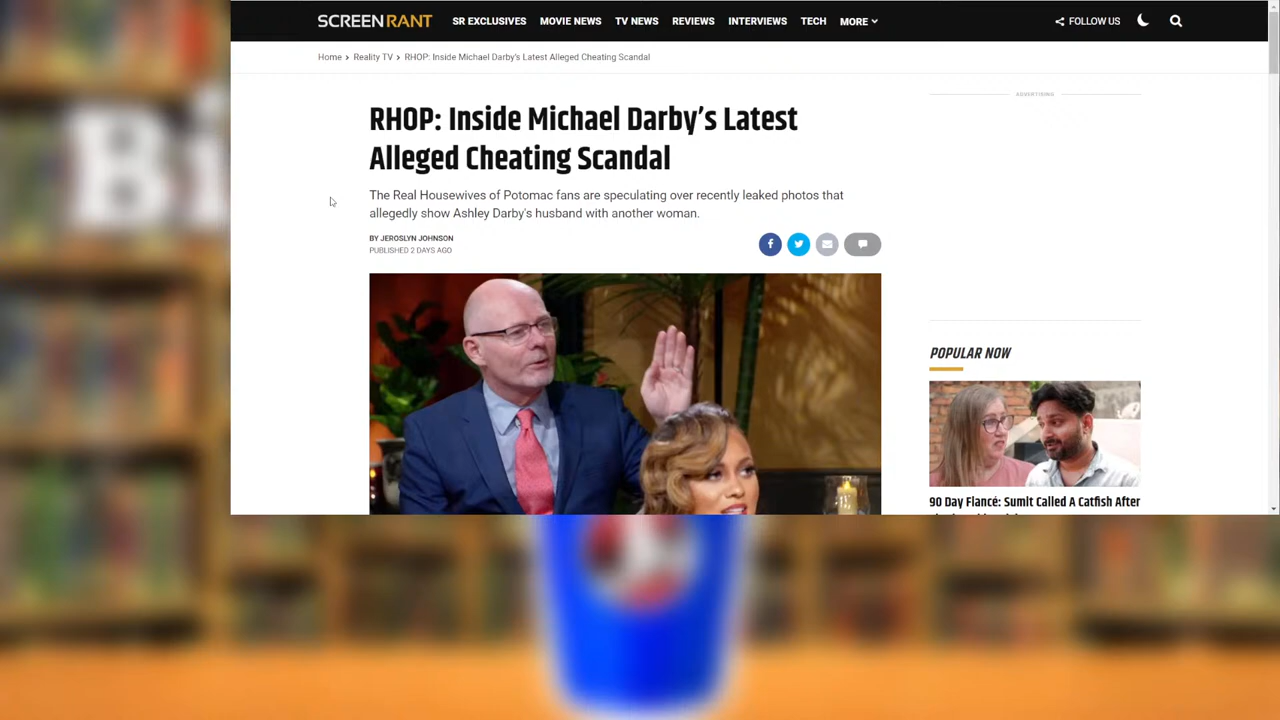 SCREENRANT
SR EXCLUSIVES MOVIE NEWS TV NEWS REVIEWS INTERVIEWS TECH MORE
FOLLOW US
Home > Reality TV > RHOP: Inside Michael Darby's Latest Alleged Cheating Scandal
RHOP: Inside Michael Darby’s Latest
Alleged Cheating Scandal
The Real Housewives of Potomac fans are speculating over recently leaked photos that
allegedly show Ashley Darby's husband with another woman.
BY JEROSLYN JOHNSON
PUBLISHED 2 DAYS AGO
ADVERTISING
POPULAR NOW
90 Day Fiancé: Sumit Called A Catfish After
Bi